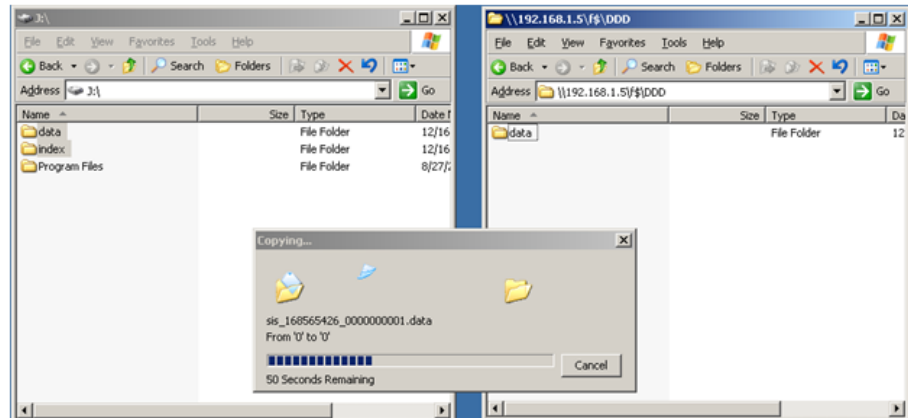 J:\
File Edit View Favorites Tools Help
Back Search Folders
Address J:\ Go
Name Size Type Date
data File Folder 12/16
index File Folder 12/16
Program Files File Folder 8/27/
\\192.168.1.5\f$\DDD
File Edit View Favorites Tools Help
Back Search Folders
Address \\192.168.1.5\f$\DDD Go
Name Size Type Da
data File Folder 12
Copying...
sis_168565426_0000000001.data
From '0' to '0'
Cancel
50 Seconds Remaining